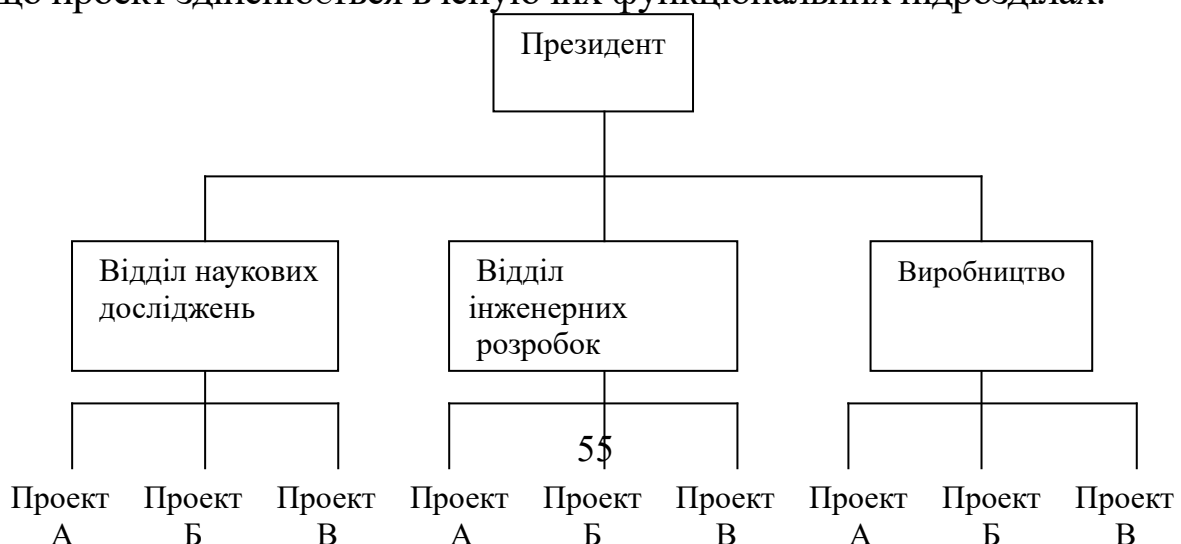 що проект здійснюється в існуючих функціональних підрозділах.
Президент
Відділ наукових
досліджень
Відділ
інженерних
розробок
Виробництво
55
Проект Проект Проект Проект Проект Проект Проект Проект Проект
А Б В А Б В А Б В